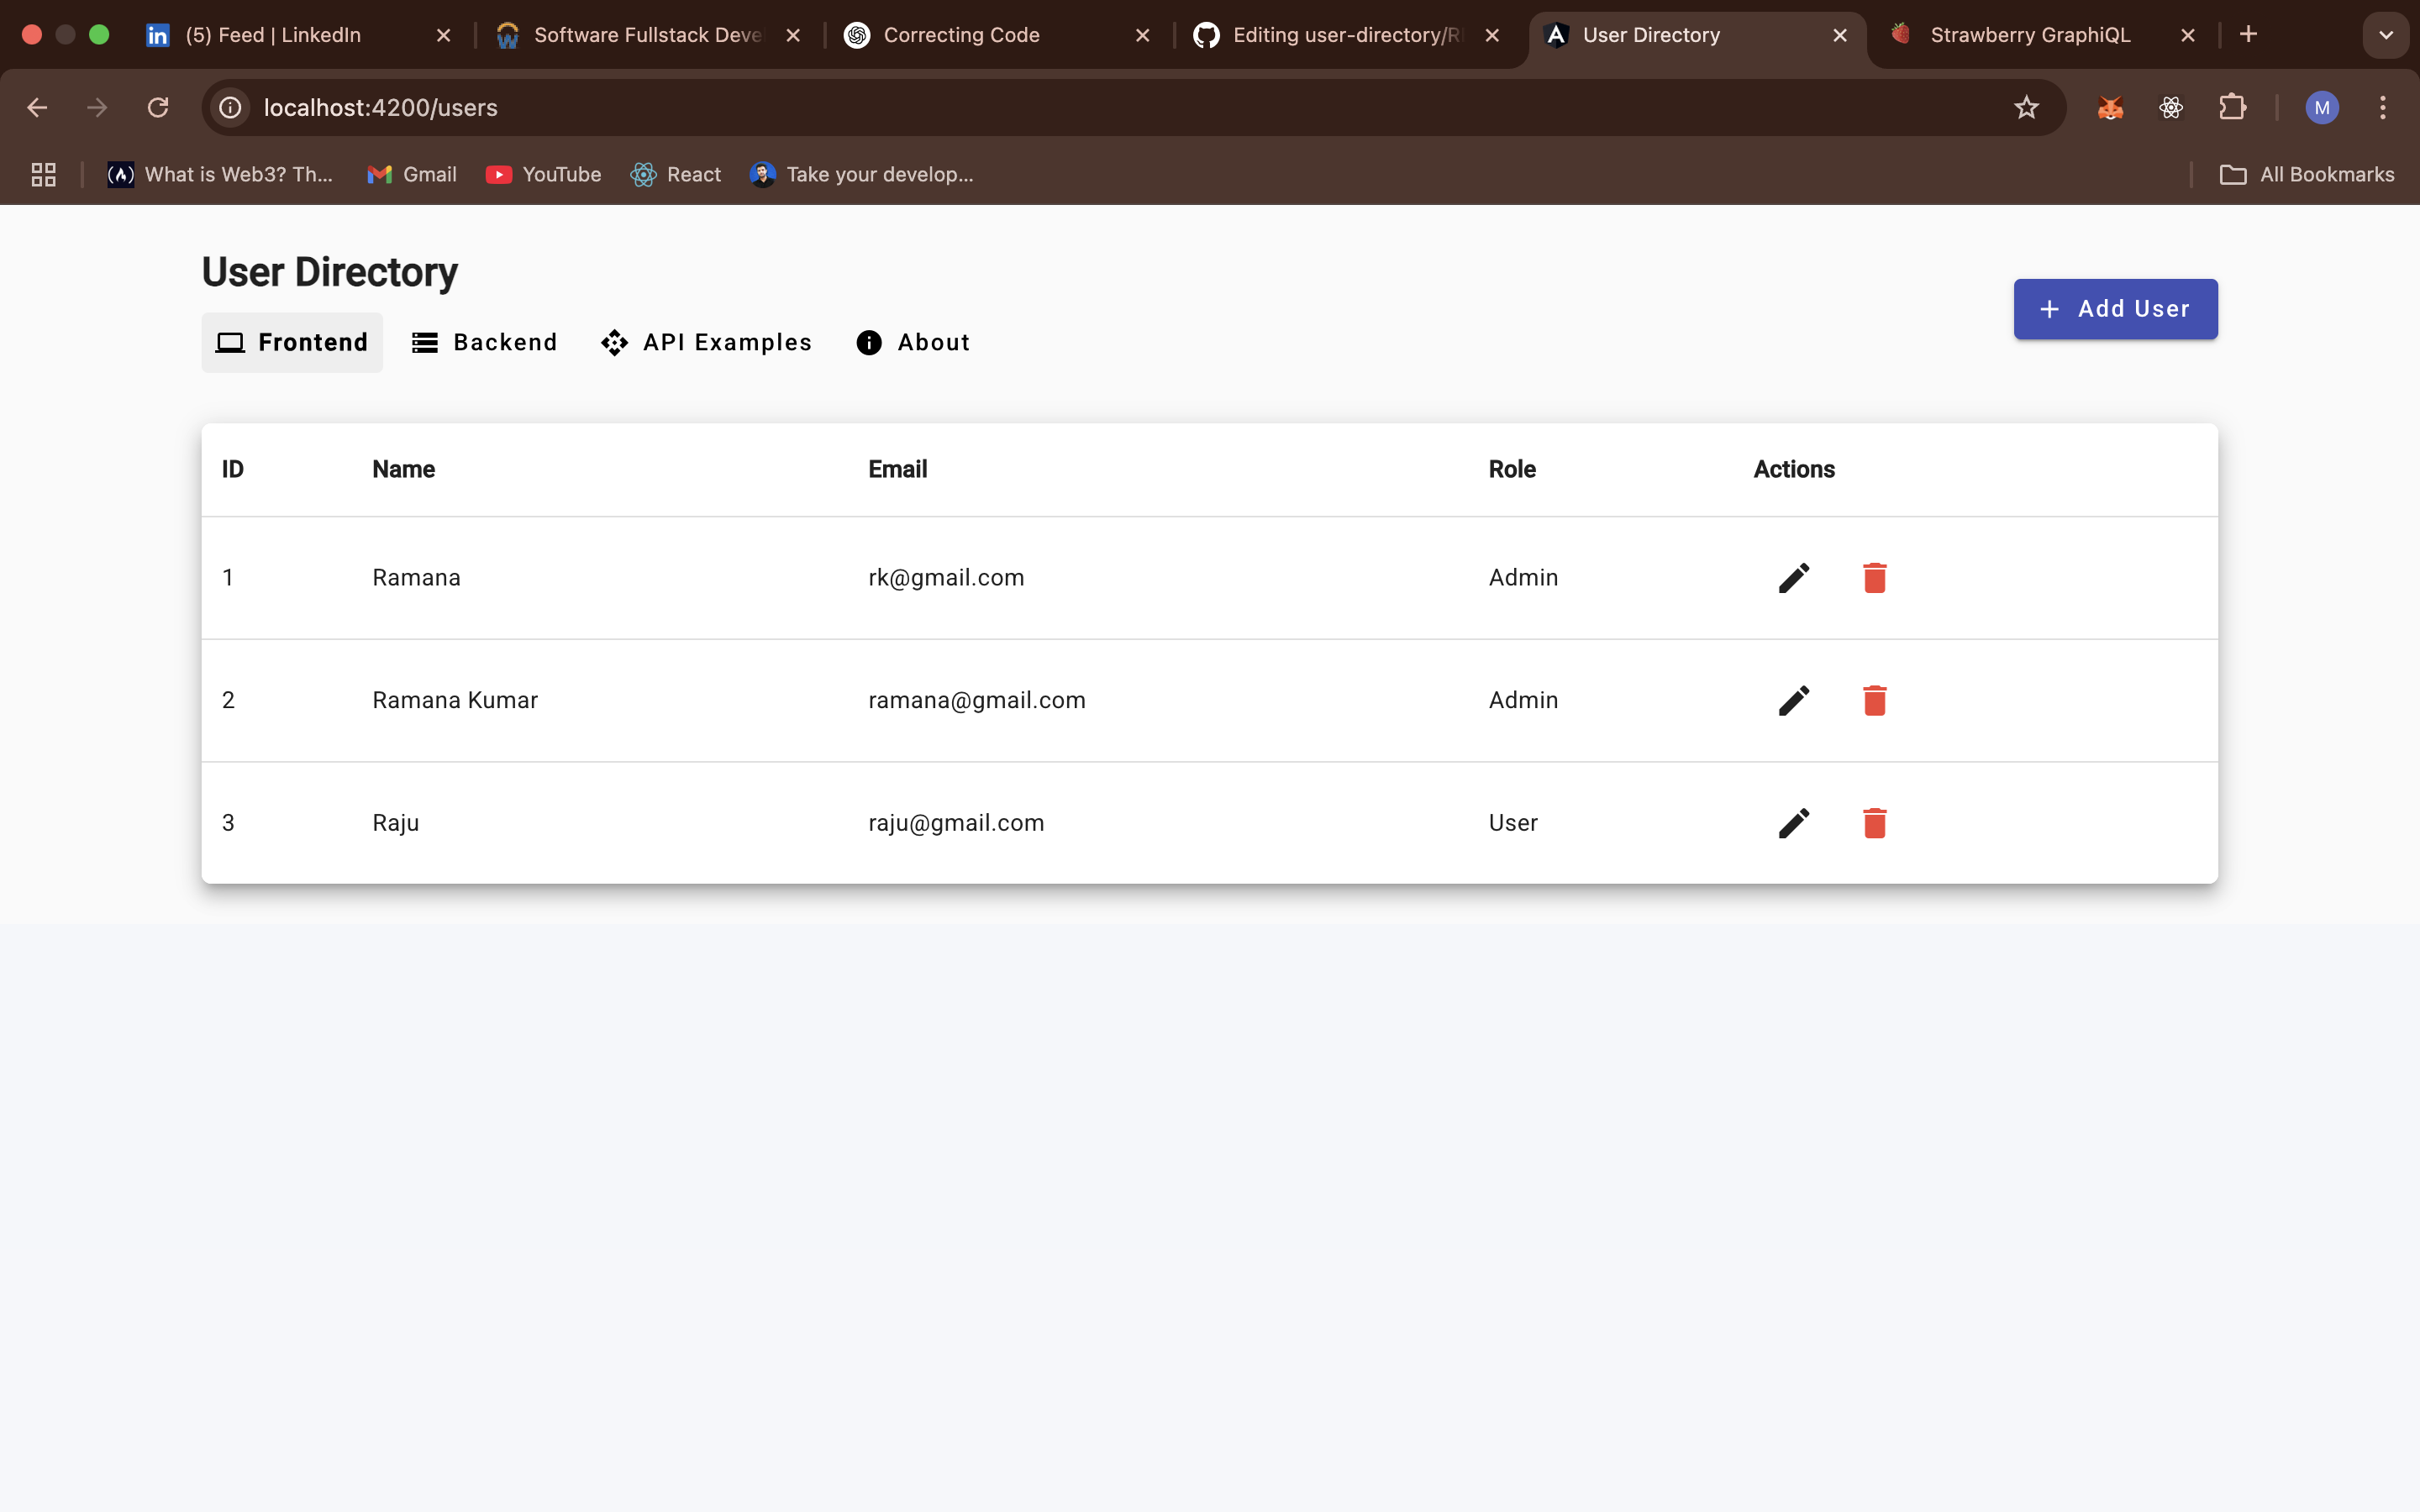 (5) Feed | LinkedIn
Software Fullstack Deve
Correcting Code
Editing user-directory/R
User Directory
Strawberry GraphiQL
localhost:4200/users
M
What is Web3? Th...
Gmail
YouTube
React
Take your develop...
All Bookmarks
User Directory
Add User
Frontend
Backend
API Examples
About
ID Name Email Role Actions
1 Ramana rk@gmail.com Admin
2 Ramana Kumar ramana@gmail.com Admin
3 Raju raju@gmail.com User